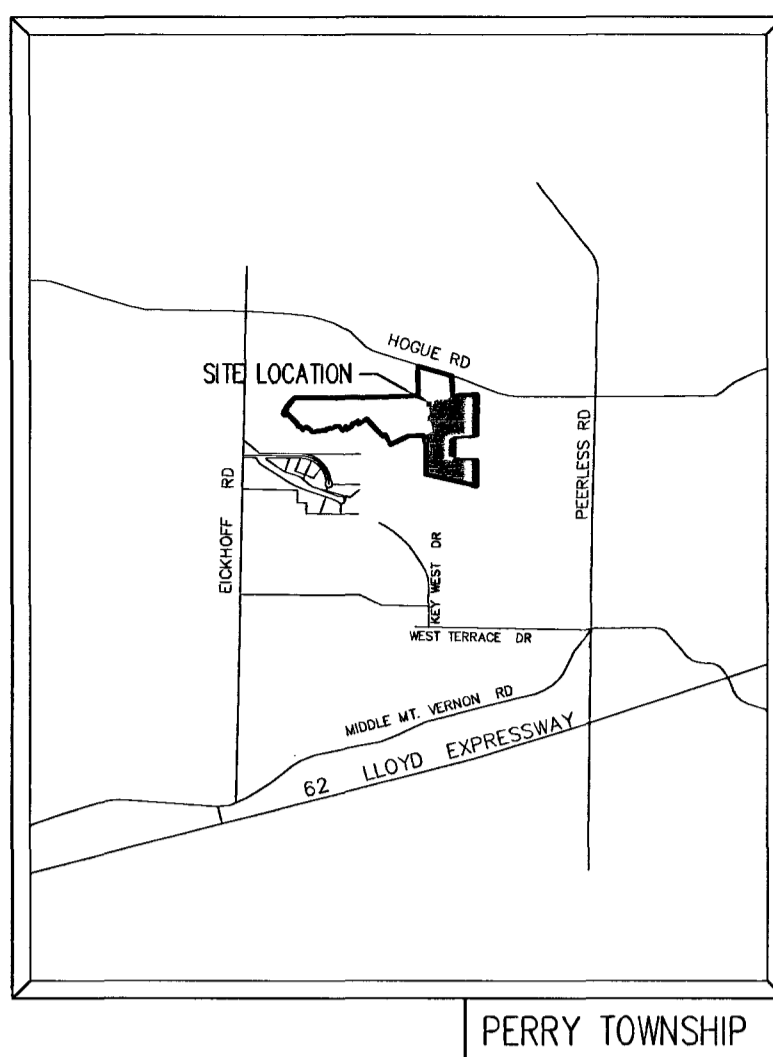 HOGUE RD
SITE LOCATION
PEERLESS RD
EICKHOFF RD
KEY WEST DR
WEST TERRACE DR
MIDDLE MT. VERNON RD
62 LLOYD EXPRESSWAY
PERRY TOWNSHIP